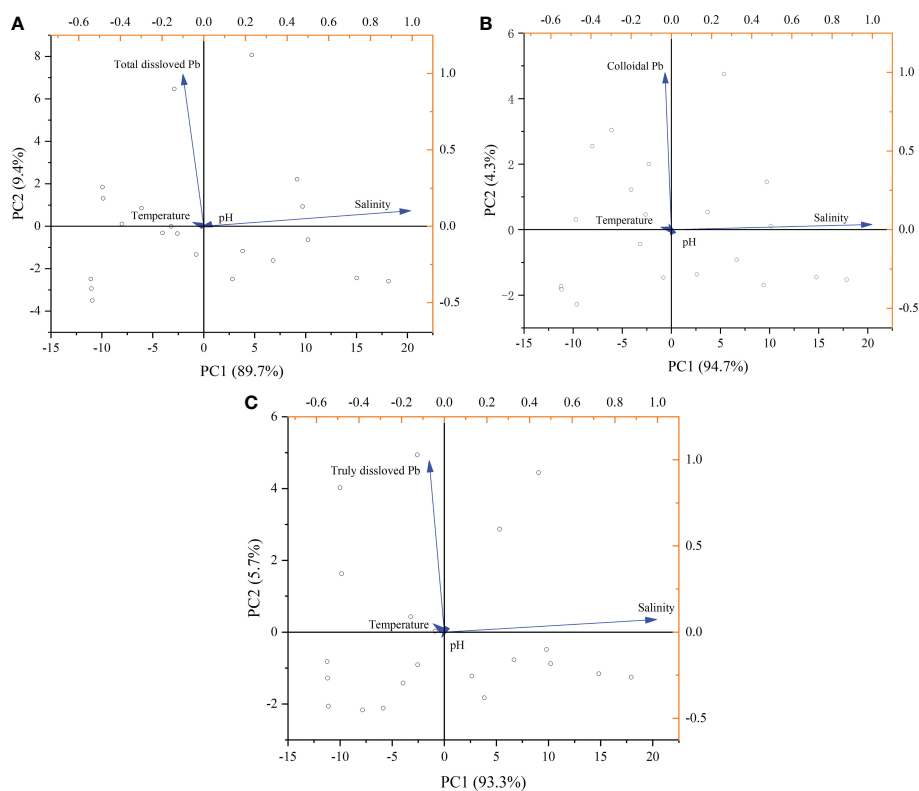 A
-0.6 -0.4 -0.2 0.0 0.2 0.4 0.6 0.8 1.0
8
6
4
2
0
-2
-4
PC2 (9.4%)
Total dissloved Pb
Temperature
pH
Salinity
1.0
0.5
0.0
-0.5
-15 -10 -5 0 5 10 15 20
PC1 (89.7%)
B
-0.6 -0.4 -0.2 0.0 0.2 0.4 0.6 0.8 1.0
6
4
2
0
-2
PC2 (4.3%)
Colloidal Pb
Temperature
pH
Salinity
1.0
0.5
0.0
-0.5
-15 -10 -5 0 5 10 15 20
PC1 (94.7%)
C
-0.6 -0.4 -0.2 0.0 0.2 0.4 0.6 0.8 1.0
6
4
2
0
-2
PC2 (5.7%)
Truly dissloved Pb
Temperature
pH
Salinity
1.0
0.5
0.0
-0.5
-15 -10 -5 0 5 10 15 20
PC1 (93.3%)